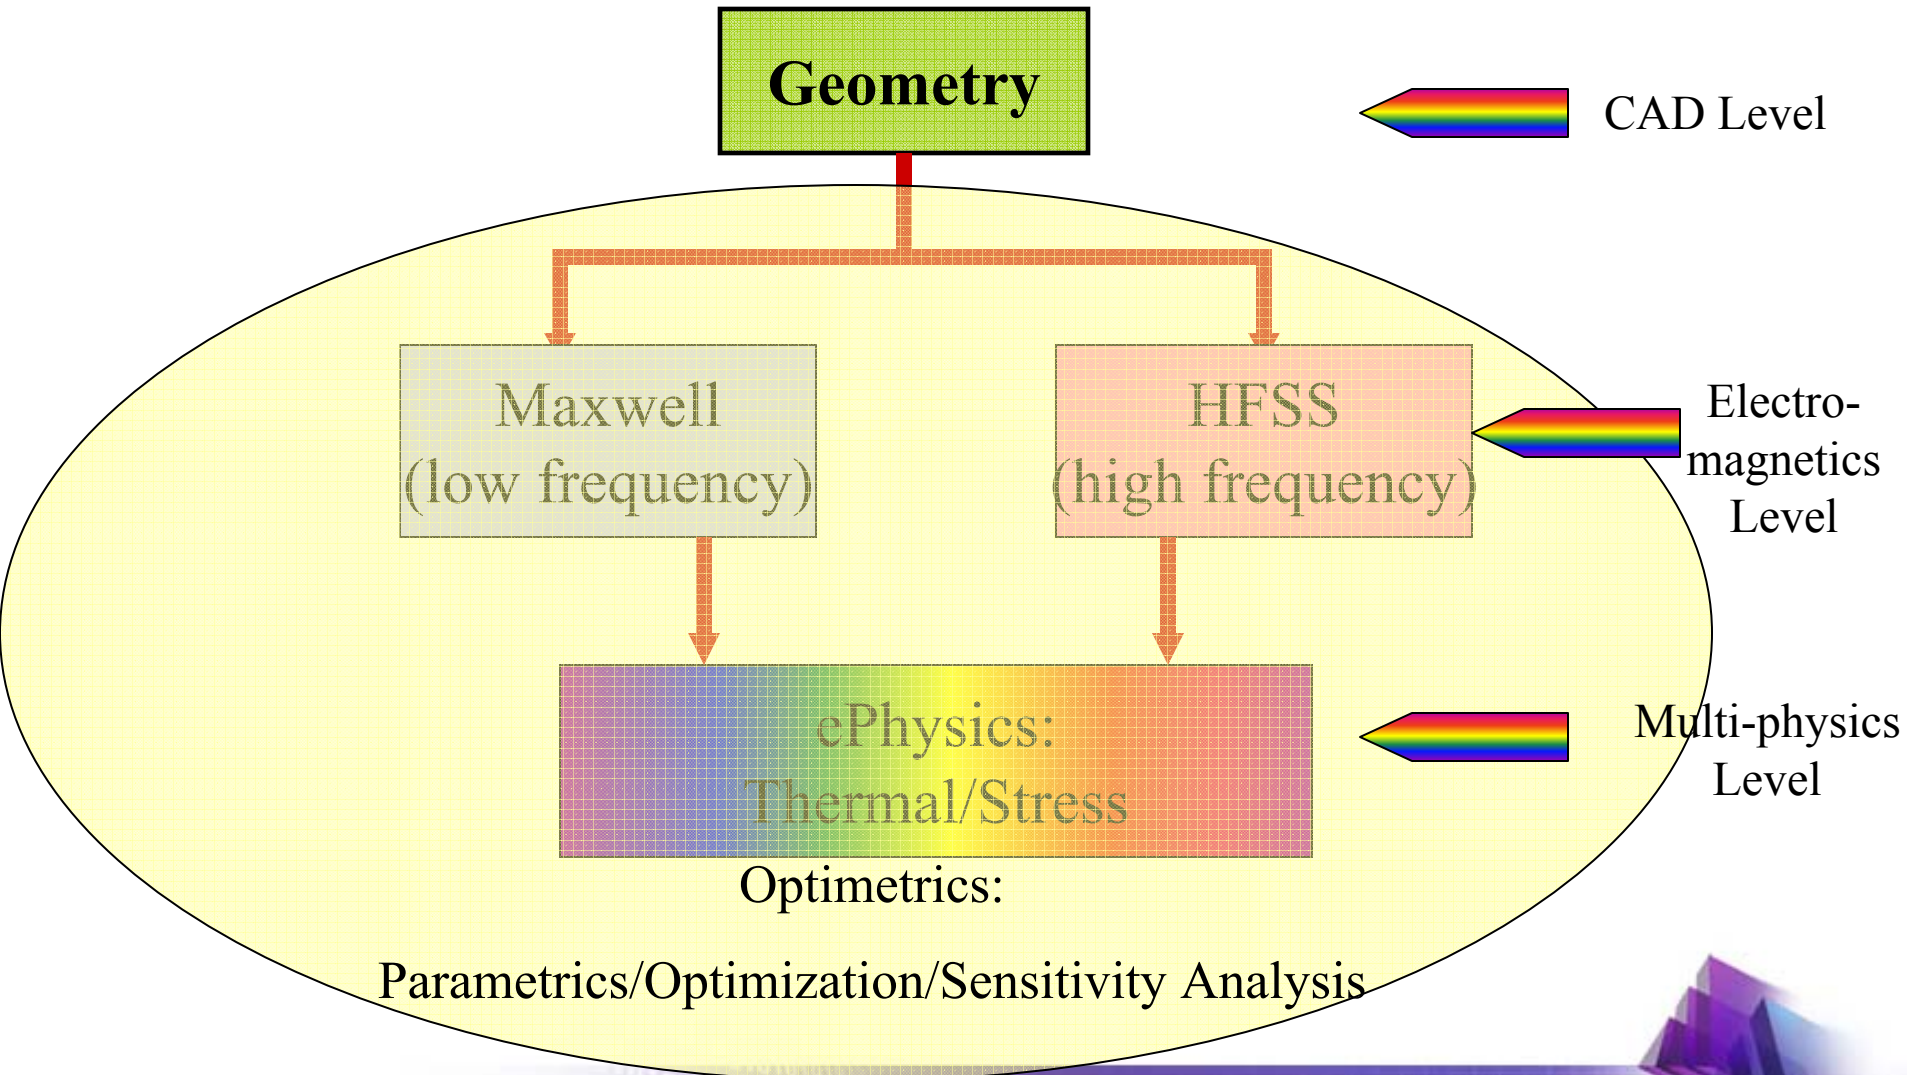 Geometry
CAD Level
Maxwell
(low frequency)
HFSS
(high frequency)
Electro-
magnetics
Level
ePhysics:
Thermal/Stress
Multi-physics
Level
Optimetrics:
Parametrics/Optimization/Sensitivity Analysis